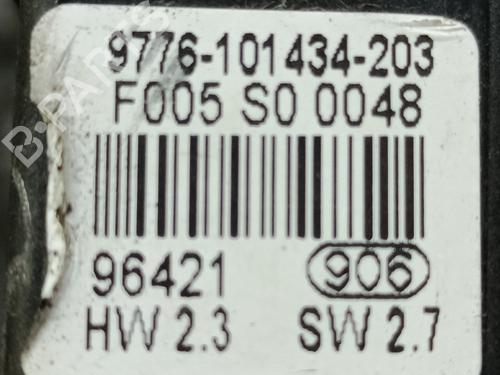 9776-101434-203
F005 S0 0048
96421 906
HW 2.3 SW 2.7
B-PARTS